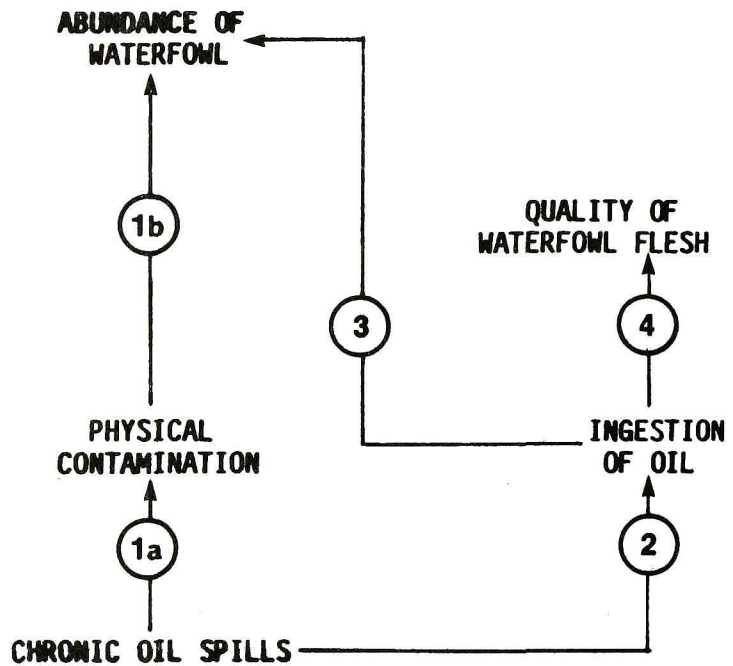 ABUNDANCE OF
WATERFOWL
1b
QUALITY OF
WATERFOWL FLESH
3
4
PHYSICAL
CONTAMINATION
INGESTION
OF OIL
1a
2
CHRONIC OIL SPILLS